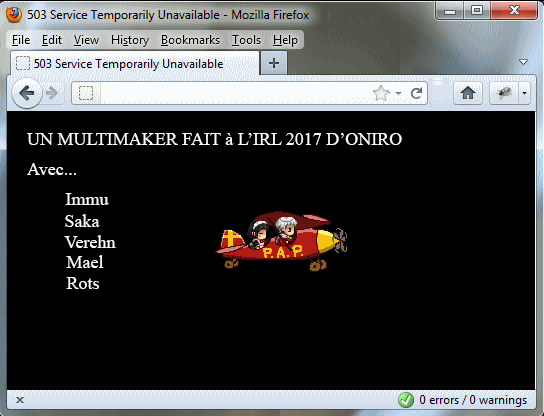 503 Service Temporarily Unavailable - Mozilla Firefox
File Edit View History Bookmarks Tools Help
503 Service Temporarily Unavailable
UN MULTIMAKER FAIT à L’IRL 2017 D’ONIRO
Avec...
Immu
Saka
Verehn
Mael
Rots
P.A.P.
0 errors / 0 warnings